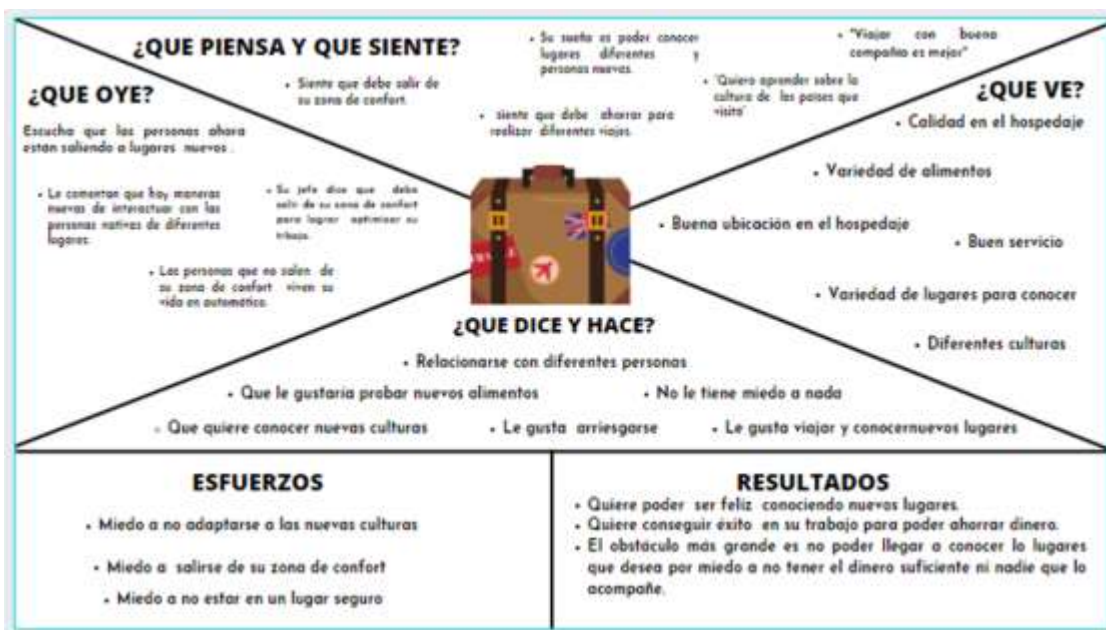 ¿QUE PIENSA Y QUE SIENTE?
• Siente que debe salir de
su zona de confort.
• Su sueño es poder conocer
lugares diferentes y
personas nuevas.
• siente que debe ahorrar para
realizar diferentes viajes.
• "Viajar con buena
compañia es mejor"
• "Quiero aprender sobre la
cultura de los países que
visito"
¿QUE OYE?
Escucha que las personas ahora
están saliendo a lugares nuevos .
• Le comentan que hay maneras
nuevas de interactuar con las
personas nativas de diferentes
lugares.
• Su jefe dice que debe
salir de su zona de confort
para lograr optimizar su
trabajo.
• Las personas que no salen de
su zona de confort viven su
vida en automático.
¿QUE VE?
• Calidad en el hospedaje
• Variedad de alimentos
• Buena ubicación en el hospedaje
• Buen servicio
• Variedad de lugares para conocer
• Diferentes culturas
¿QUE DICE Y HACE?
• Relacionarse con diferentes personas
• Que le gustaria probar nuevos alimentos
• No le tiene miedo a nada
• Que quiere conocer nuevas culturas
• Le gusta arriesgarse
• Le gusta viajar y conocernuevos lugares
ESFUERZOS
• Miedo a no adaptarse a las nuevas culturas
• Miedo a salirse de su zona de confort
• Miedo a no estar en un lugar seguro
RESULTADOS
• Quiere poder ser feliz conociendo nuevos lugares.
• Quiere conseguir éxito en su trabajo para poder ahorrar dinero.
• El obstáculo más grande es no poder llegar a conocer lo lugares
que desea por miedo a no tener el dinero suficiente ni nadie que lo
acompañe.